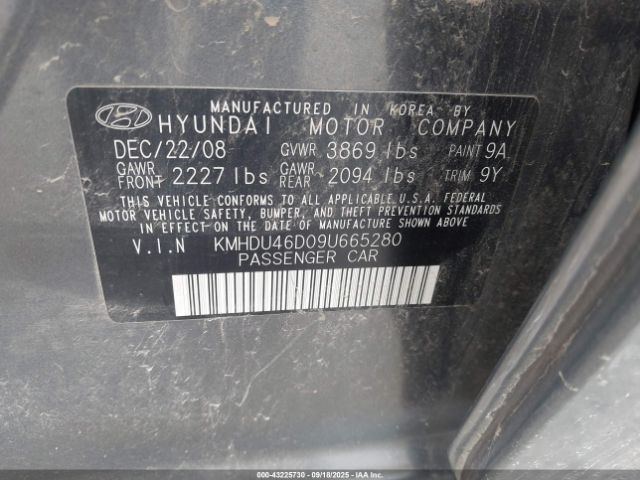 MANUFACTURED IN KOREA BY
HYUNDAI MOTOR COMPANY
DEC/22/08 GVWR 3869 lbs PAINT 9A
GAWR FRONT 2227 lbs GAWR REAR 2094 lbs TRIM 9Y
THIS VEHICLE CONFORMS TO ALL APPLICABLE U.S.A. FEDERAL
MOTOR VEHICLE SAFETY, BUMPER, AND THEFT PREVENTION STANDARDS
IN EFFECT ON THE DATE OF MANUFACTURE SHOWN ABOVE
V.I.N KMHDU46D09U665280
PASSENGER CAR
000-43225730 09/18/2025 IAAI.COM